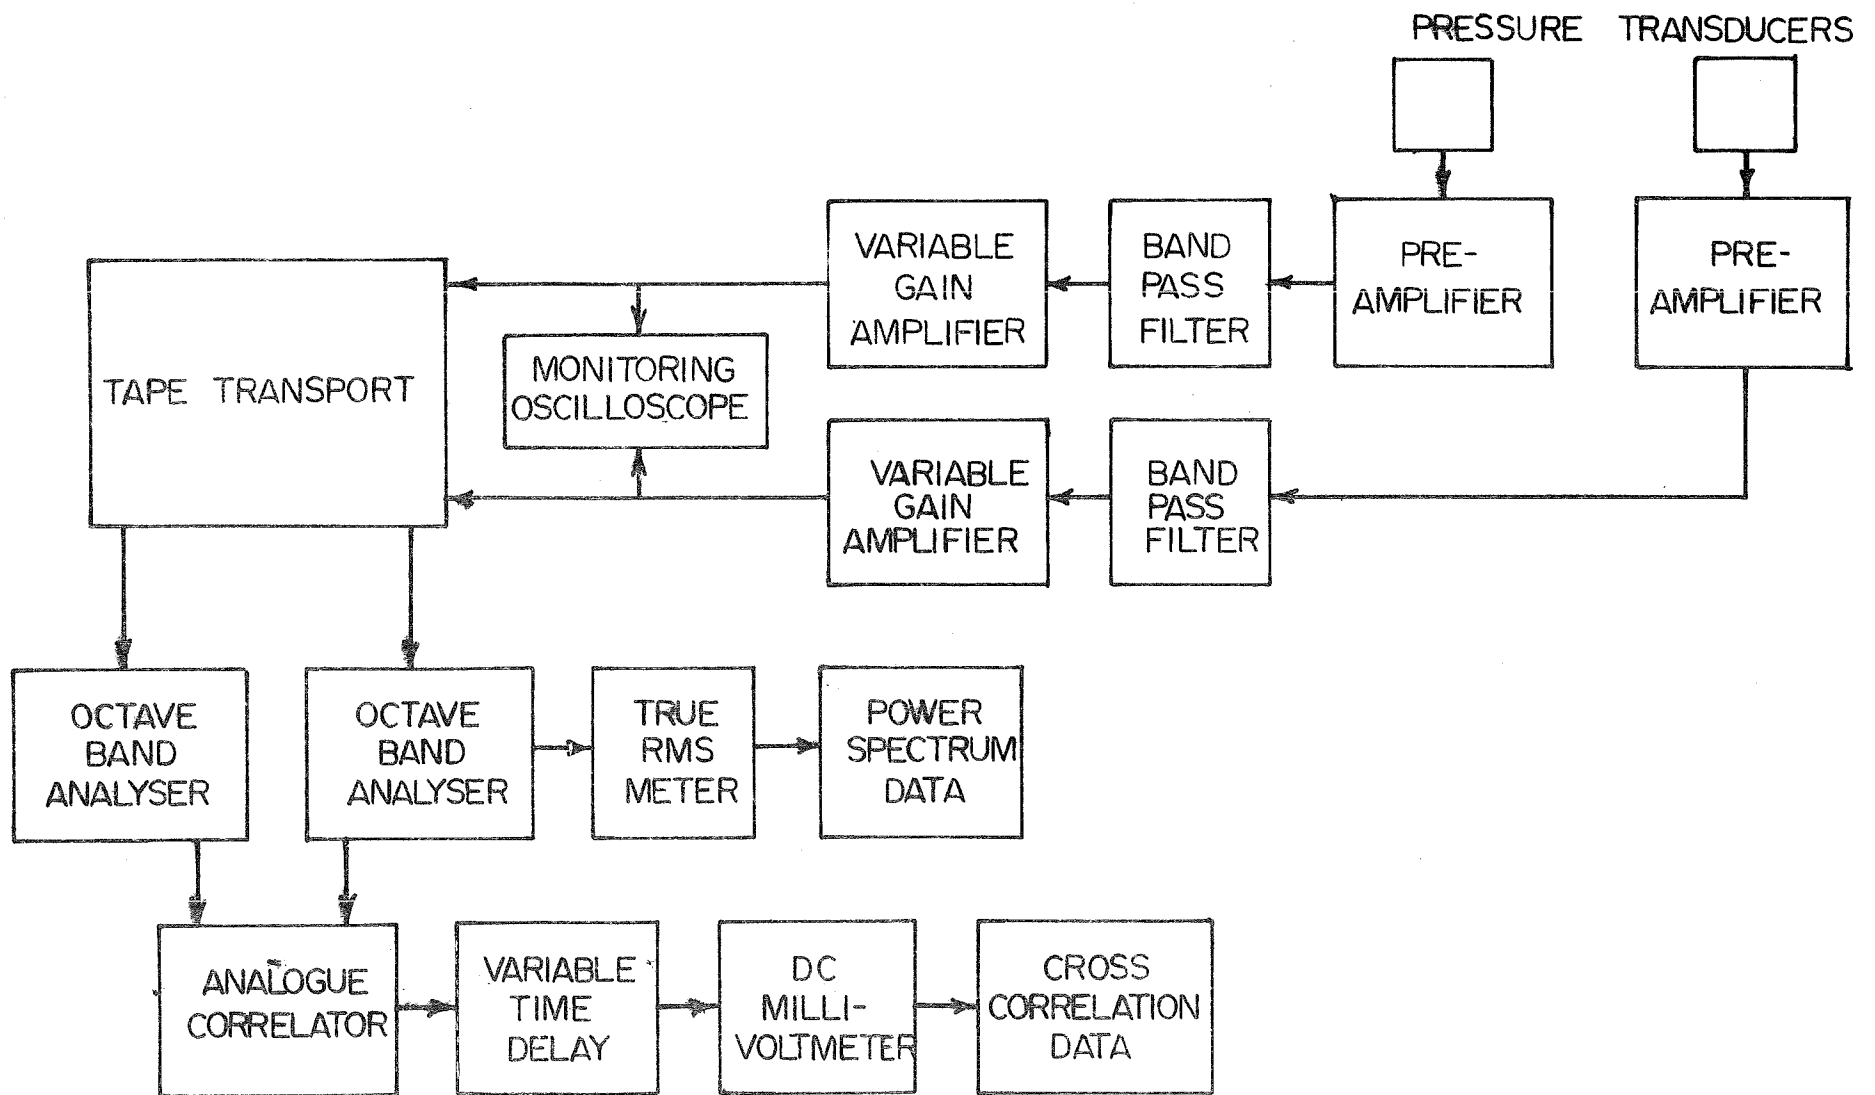 PRESSURE TRANSDUCERS
VARIABLE
GAIN
AMPLIFIER
BAND
PASS
FILTER
PRE-
AMPLIFIER
PRE-
AMPLIFIER
TAPE TRANSPORT
MONITORING
OSCILLOSCOPE
VARIABLE
GAIN
AMPLIFIER
BAND
PASS
FILTER
OCTAVE
BAND
ANALYSER
OCTAVE
BAND
ANALYSER
TRUE
RMS
METER
POWER
SPECTRUM
DATA
ANALOGUE
CORRELATOR
VARIABLE
TIME
DELAY
DC
MILLI-
VOLTMETER
CROSS
CORRELATION
DATA